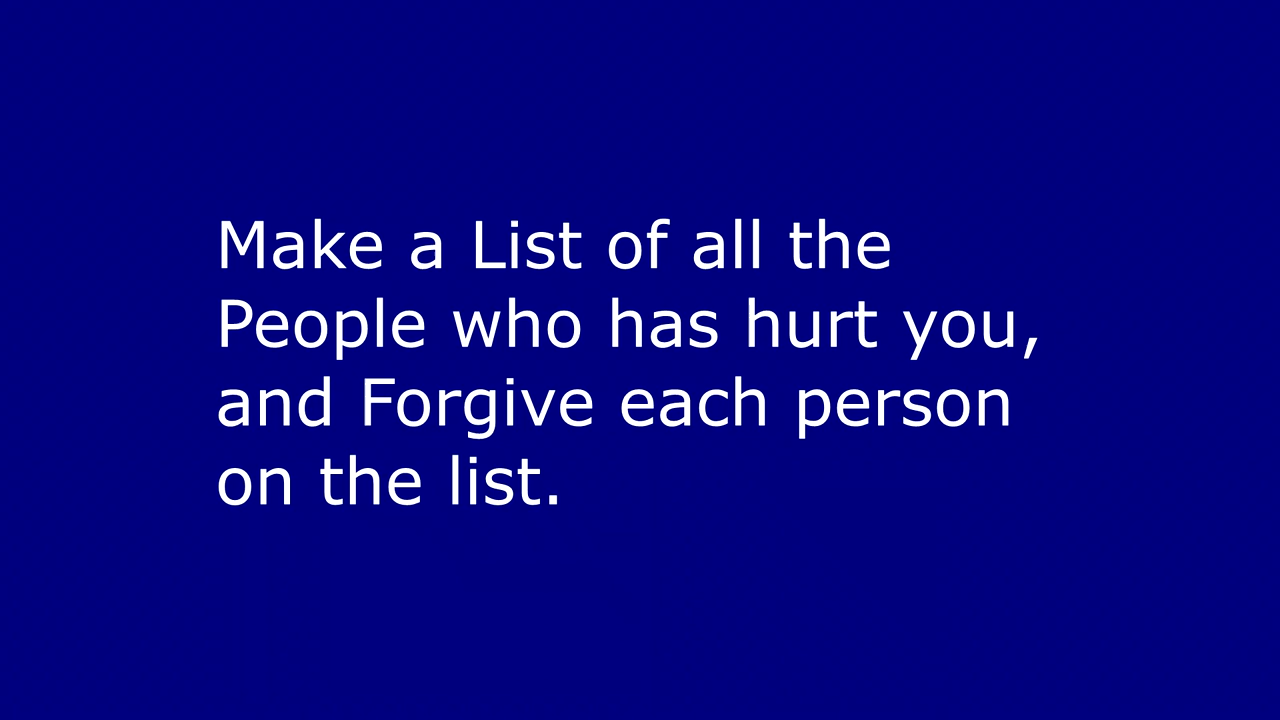 Make a List of all the
People who has hurt you,
and Forgive each person
on the list.